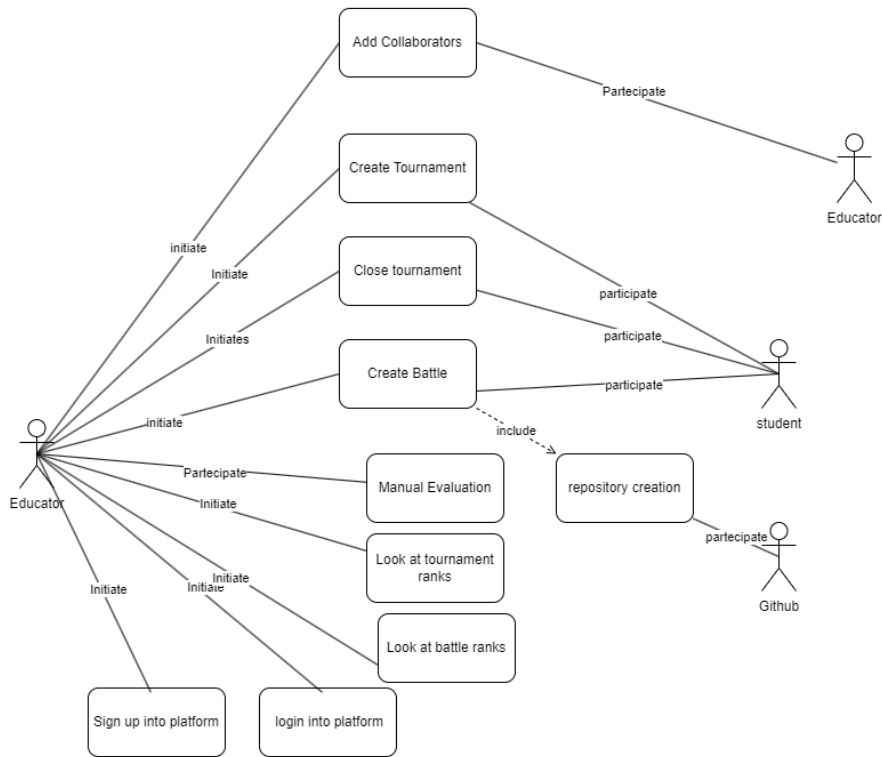 Add Collaborators
Partecipate
Educator
Create Tournament
initiate
Initiate
Close tournament
participate
Initiates
participate
Create Battle
participate
initiate
student
include
Educator
Partecipate
Manual Evaluation
repository creation
Initiate
partecipate
Look at tournament
ranks
Github
Initiate
Initiate
Initiate
Look at battle ranks
Sign up into platform
login into platform